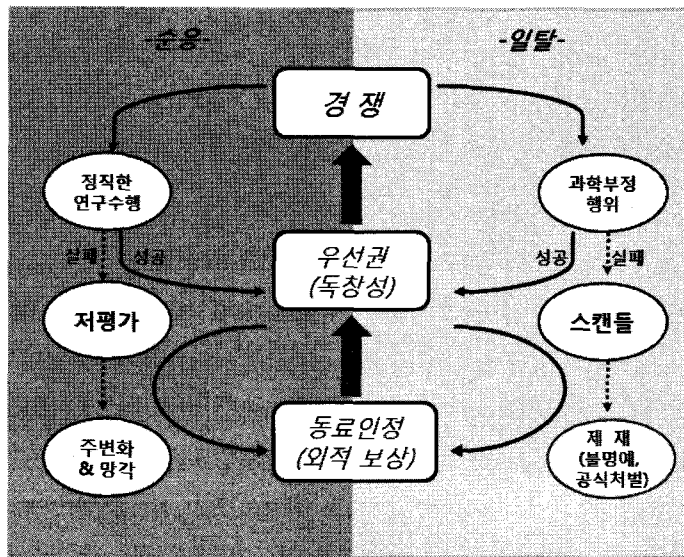 -순응-
-일탈-
경 쟁
정직한
연구수행
과학부정
행위
실패
성공
우선권
(독창성)
성공
실패
저평가
스캔들
주변화
& 망각
동료인정
(외적 보상)
제 재
(불명예,
공식처벌)